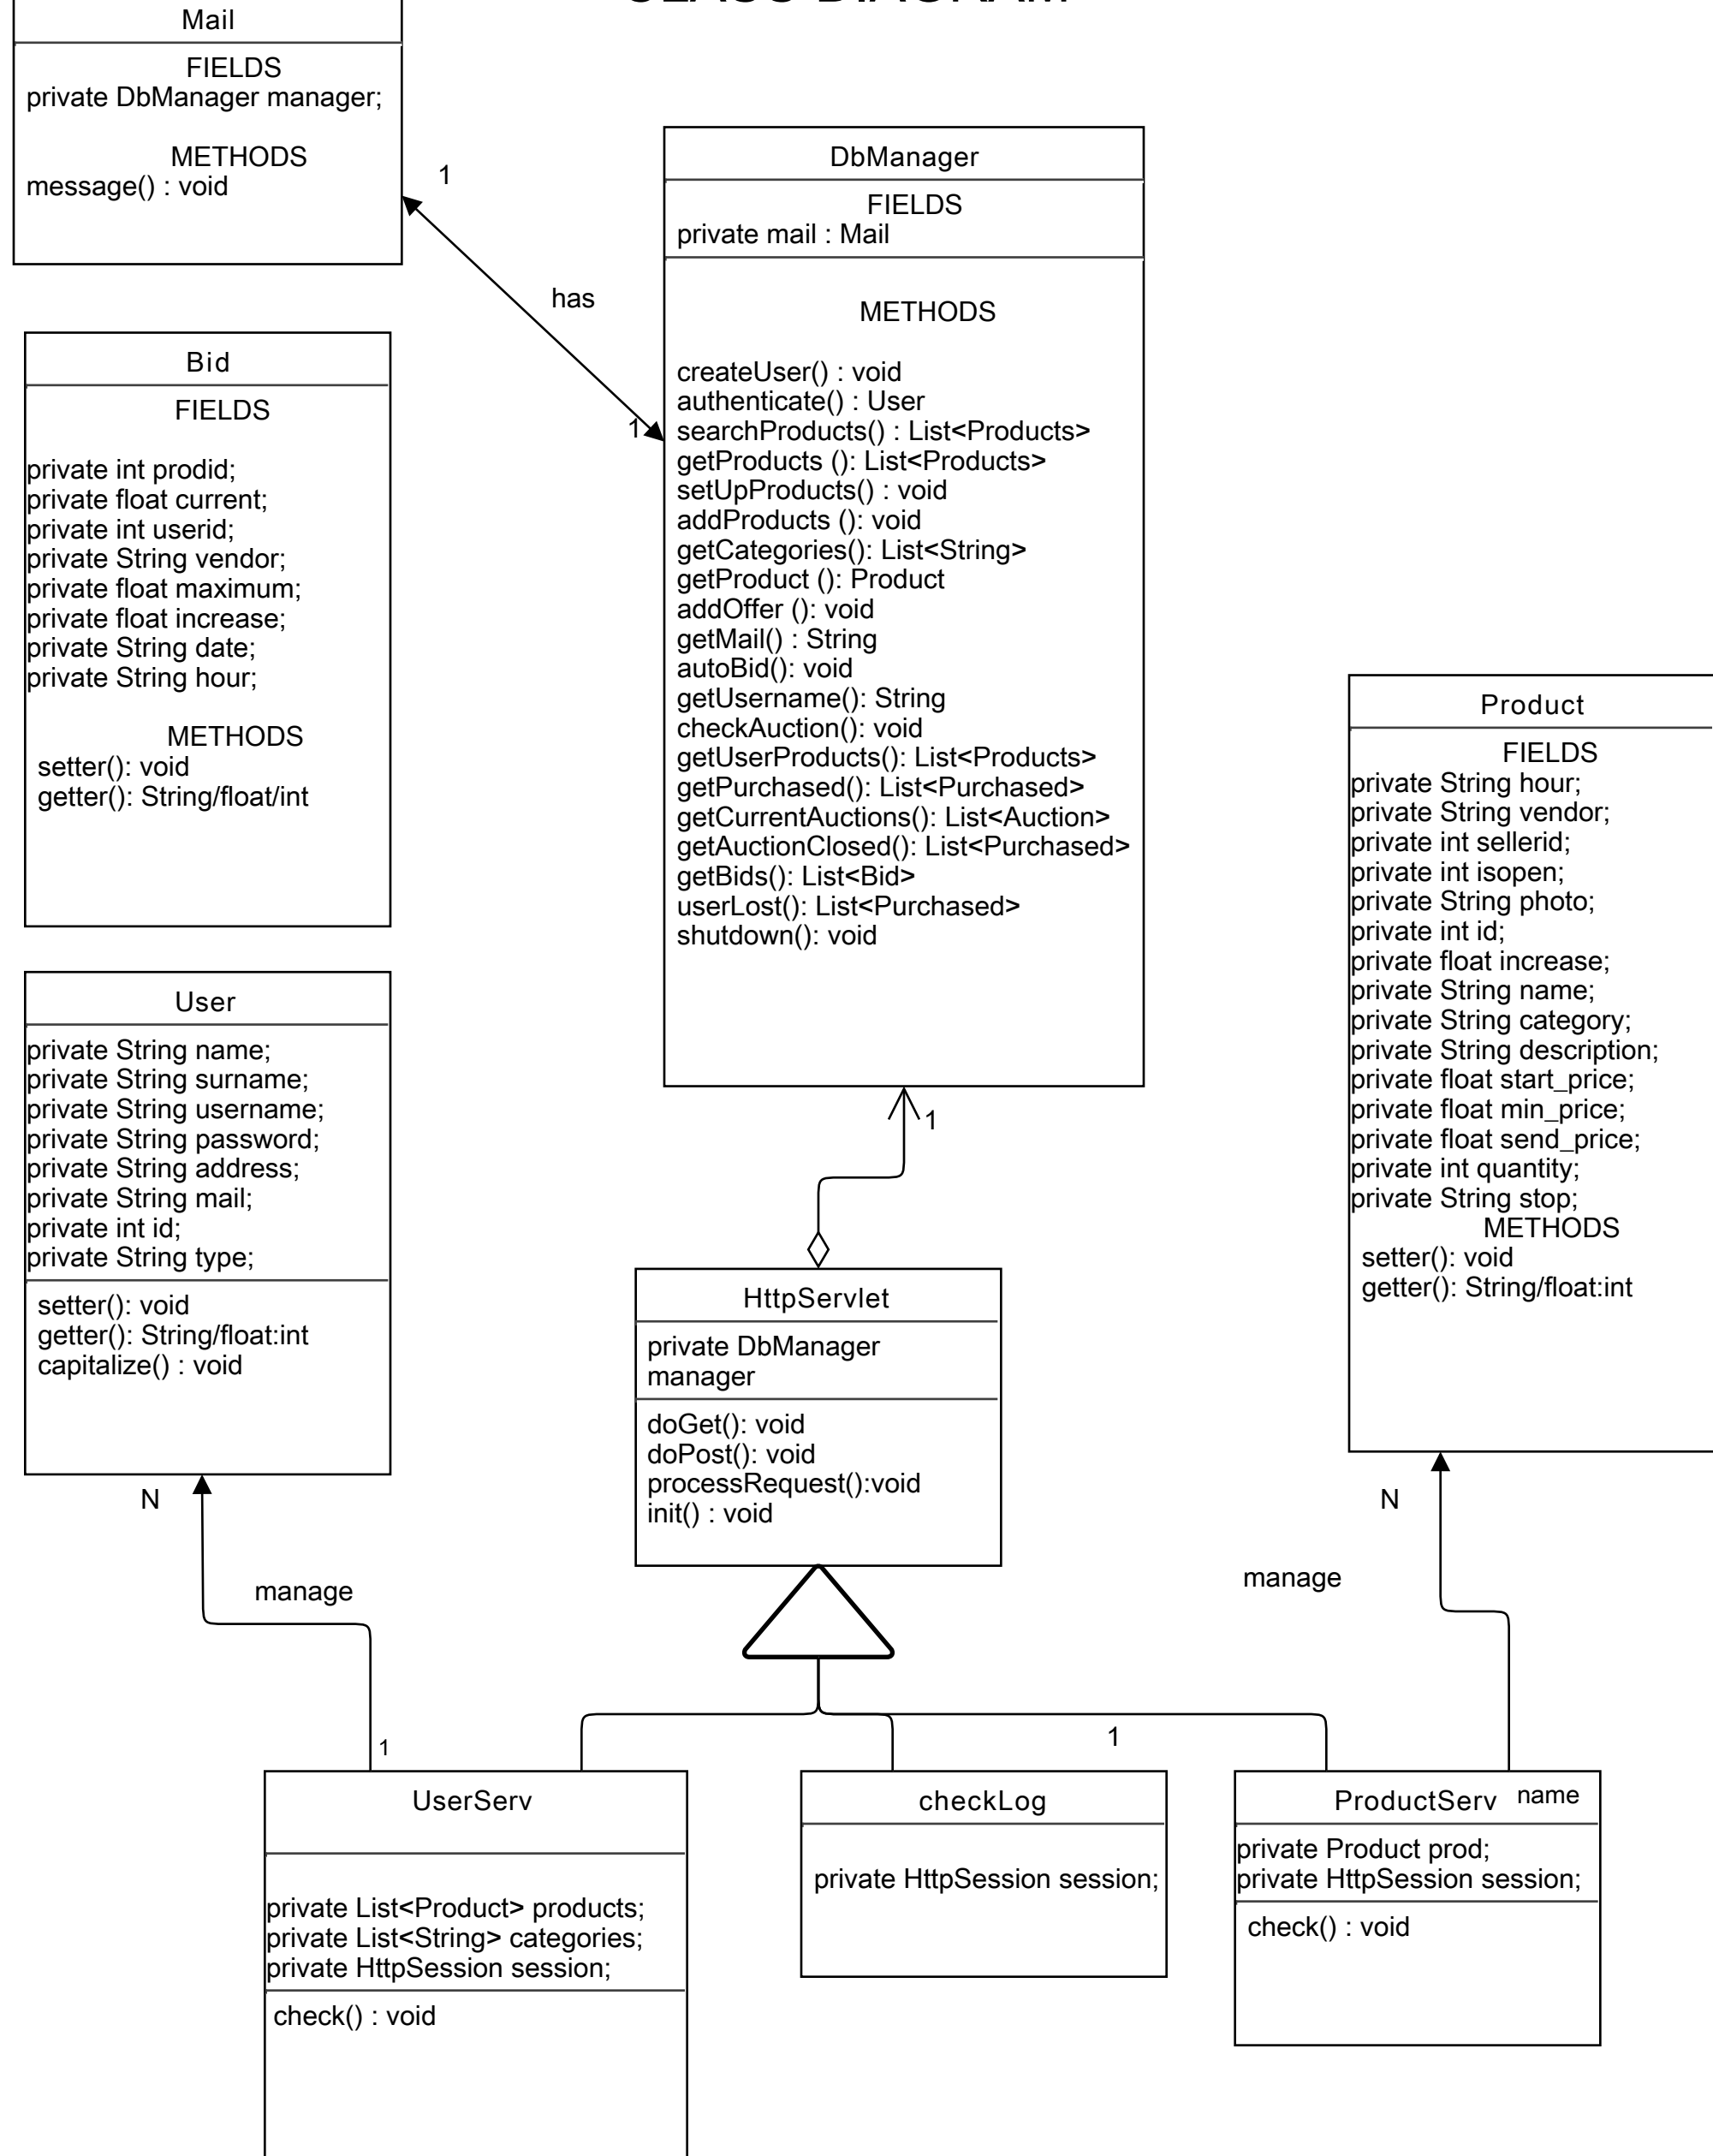 CLASS DIAGRAM
Mail
FIELDS
private DbManager manager;
METHODS
message() : void
1
has
1
DbManager
FIELDS
private mail : Mail
METHODS
createUser() : void
authenticate() : User
searchProducts() : List<Products>
getProducts (): List<Products>
setUpProducts() : void
addProducts (): void
getCategories(): List<String>
getProduct (): Product
addOffer (): void
getMail() : String
autoBid(): void
getUsername(): String
checkAuction(): void
getUserProducts(): List<Products>
getPurchased(): List<Purchased>
getCurrentAuctions(): List<Auction>
getAuctionClosed(): List<Purchased>
getBids(): List<Bid>
userLost(): List<Purchased>
shutdown(): void
1
Bid
FIELDS
private int prodid;
private float current;
private int userid;
private String vendor;
private float maximum;
private float increase;
private String date;
private String hour;
METHODS
setter(): void
getter(): String/float/int
User
private String name;
private String surname;
private String username;
private String password;
private String address;
private String mail;
private int id;
private String type;
setter(): void
getter(): String/float:int
capitalize() : void
N
manage
1
Product
FIELDS
private String hour;
private String vendor;
private int sellerid;
private int isopen;
private String photo;
private int id;
private float increase;
private String name;
private String category;
private String description;
private float start_price;
private float min_price;
private float send_price;
private int quantity;
private String stop;
METHODS
setter(): void
getter(): String/float:int
N
manage
1
HttpServlet
private DbManager
manager
doGet(): void
doPost(): void
processRequest():void
init() : void
UserServ
private List<Product> products;
private List<String> categories;
private HttpSession session;
check() : void
checkLog
private HttpSession session;
ProductServ
name
private Product prod;
private HttpSession session;
check() : void